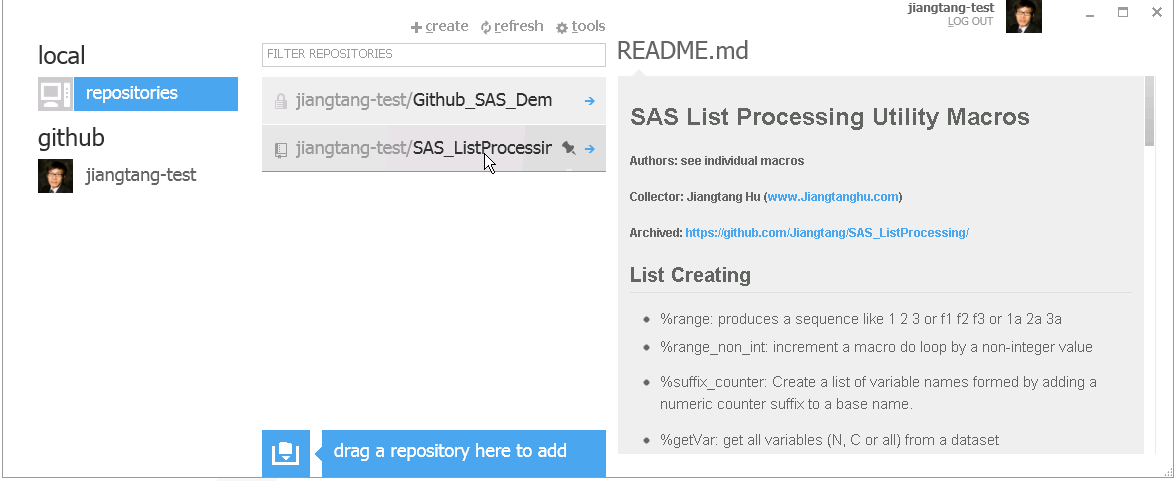 jiangtang-test
LOG OUT
create refresh tools
local
FILTER REPOSITORIES
README.md
repositories
jiangtang-test/Github_SAS_Dem
github
jiangtang-test/SAS_ListProcessir
jiangtang-test
SAS List Processing Utility Macros
Authors: see individual macros
Collector: Jiangtang Hu (www.Jiangtanghu.com)
Archived: https://github.com/Jiangtang/SAS_ListProcessing/
List Creating
%range: produces a sequence like 1 2 3 or f1 f2 f3 or 1a 2a 3a
%range_non_int: increment a macro do loop by a non-integer value
%suffix_counter: Create a list of variable names formed by adding a
numeric counter suffix to a base name.
%getVar: get all variables (N, C or all) from a dataset
drag a repository here to add